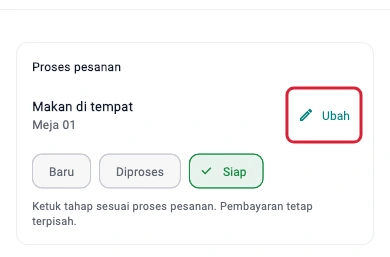 Proses pesanan
Makan di tempat
Meja 01
Ubah
Baru
Diproses
Siap
Ketuk tahap sesuai proses pesanan. Pembayaran tetap
terpisah.